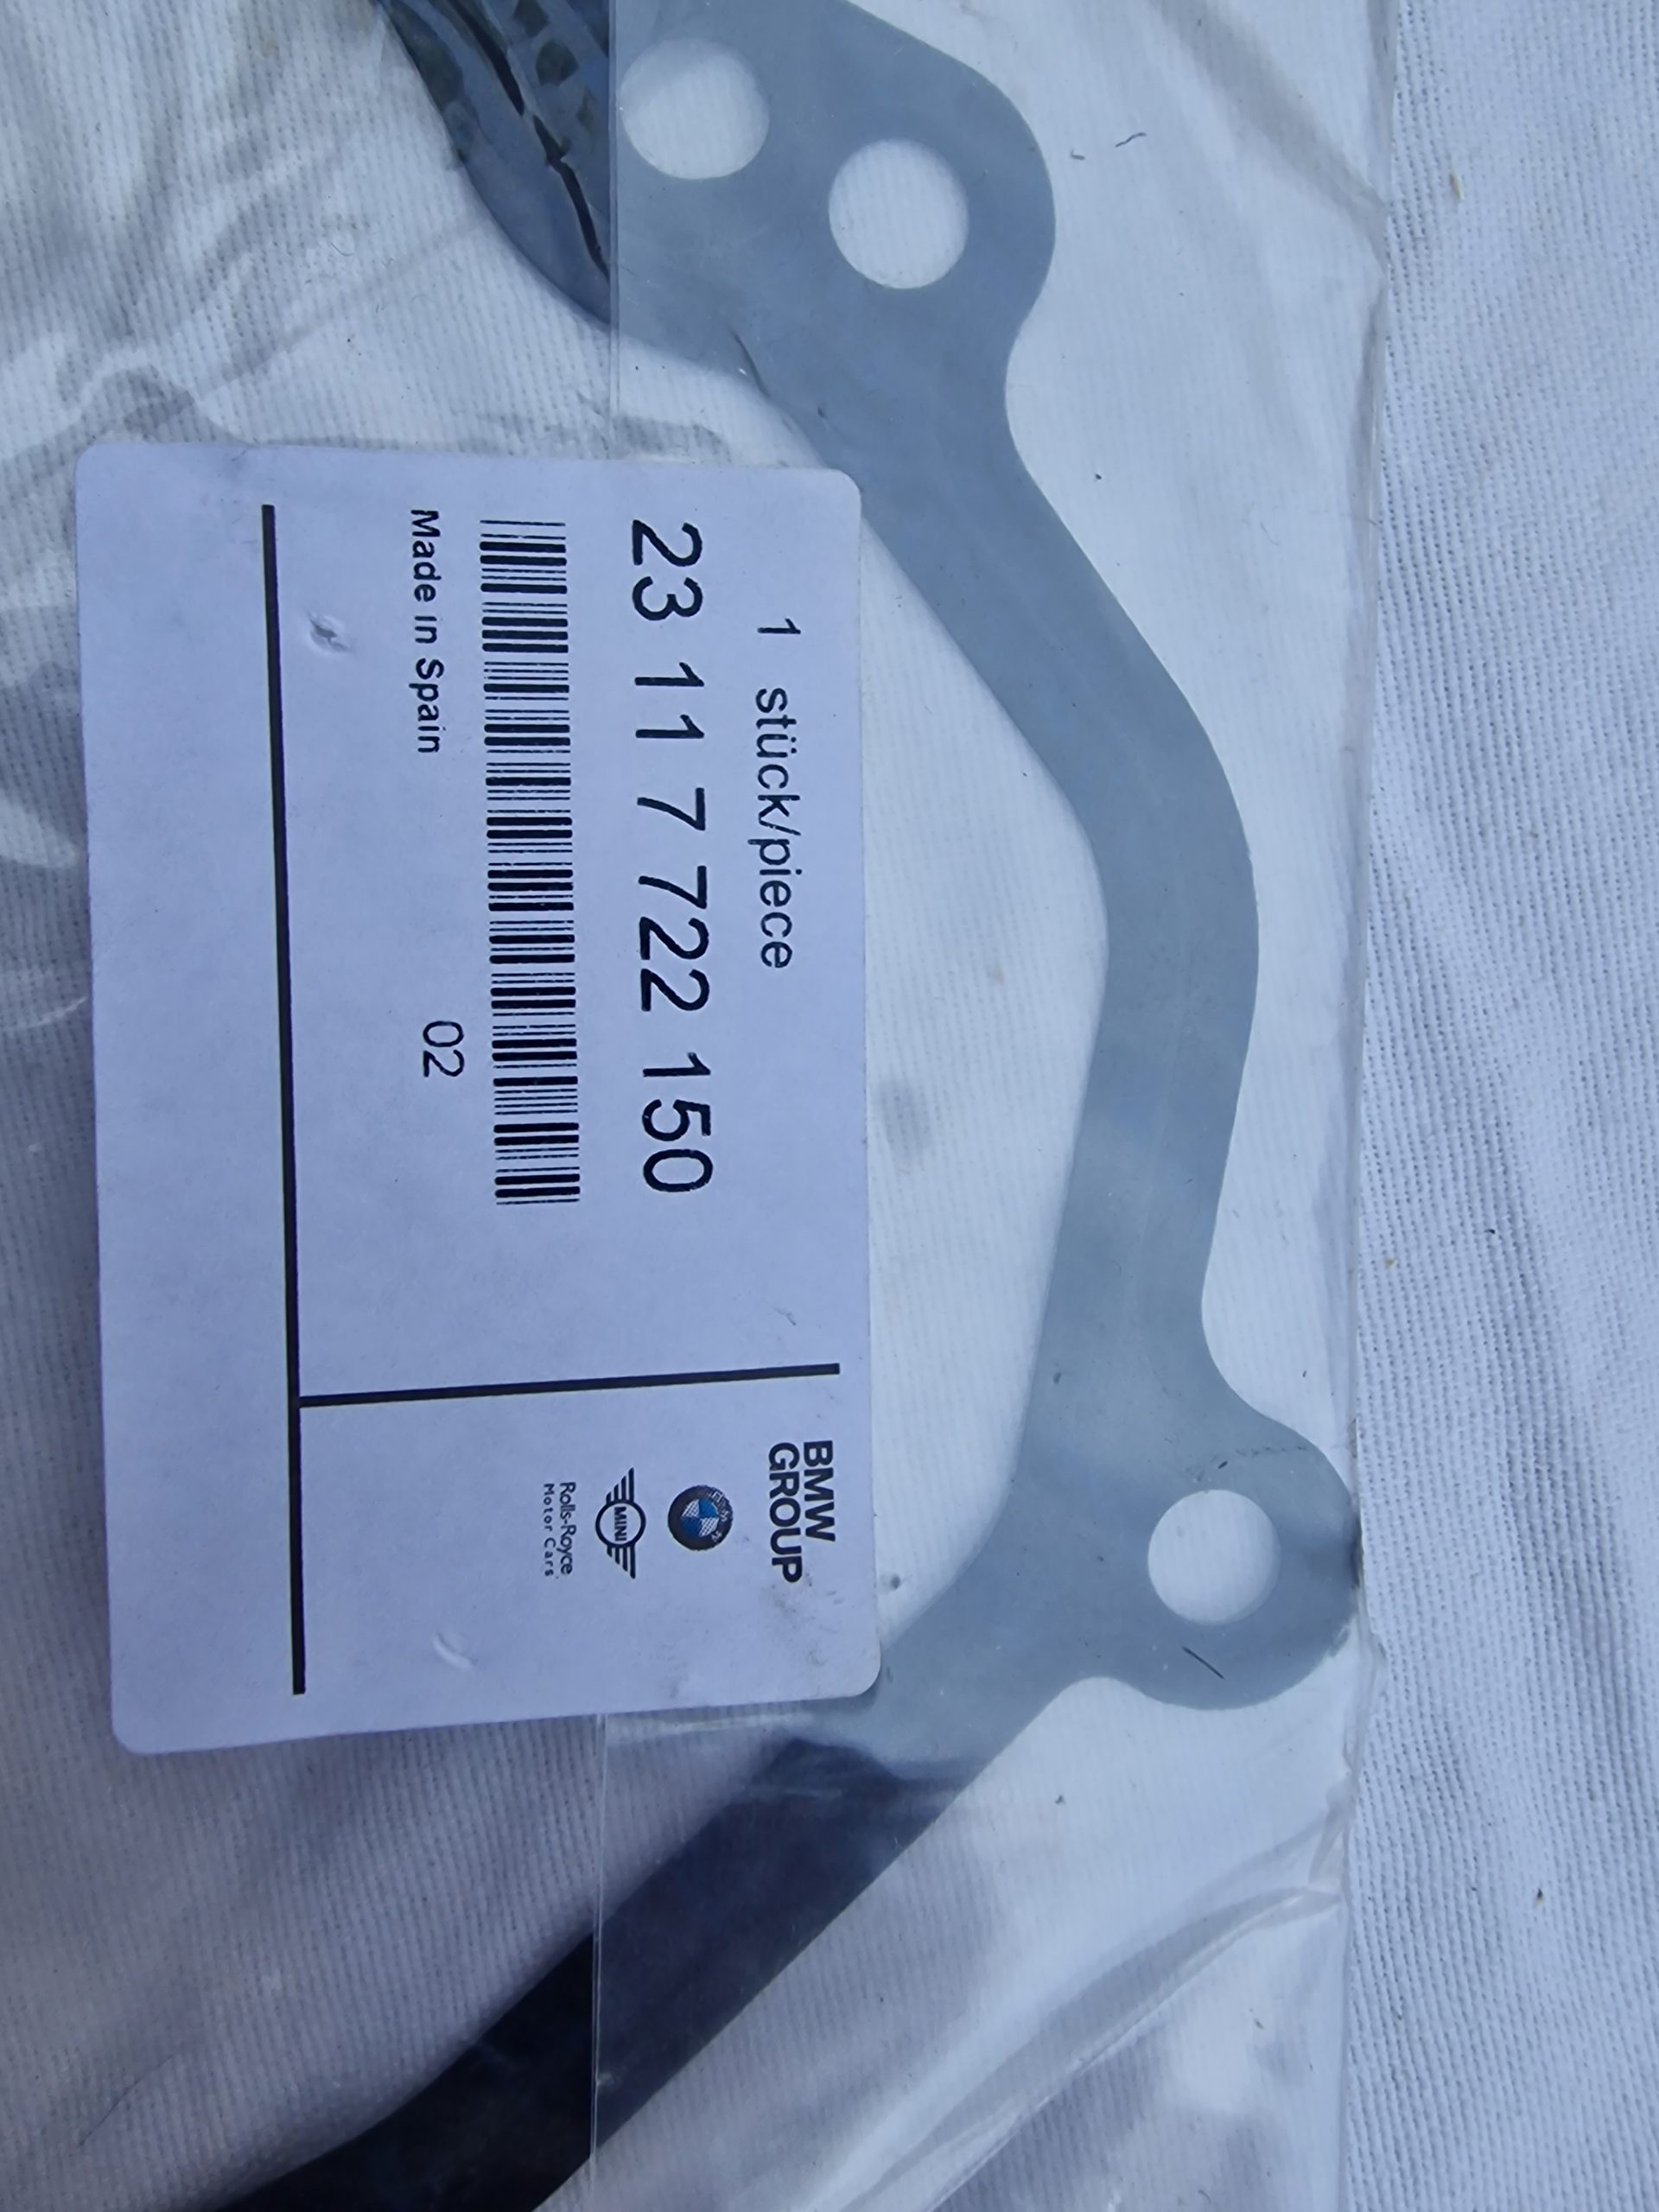 1 stück/piece
23 11 7 722 150
Made in Spain
02
BMW
GROUP
MINI
Rolls-Royce
Motor Cars